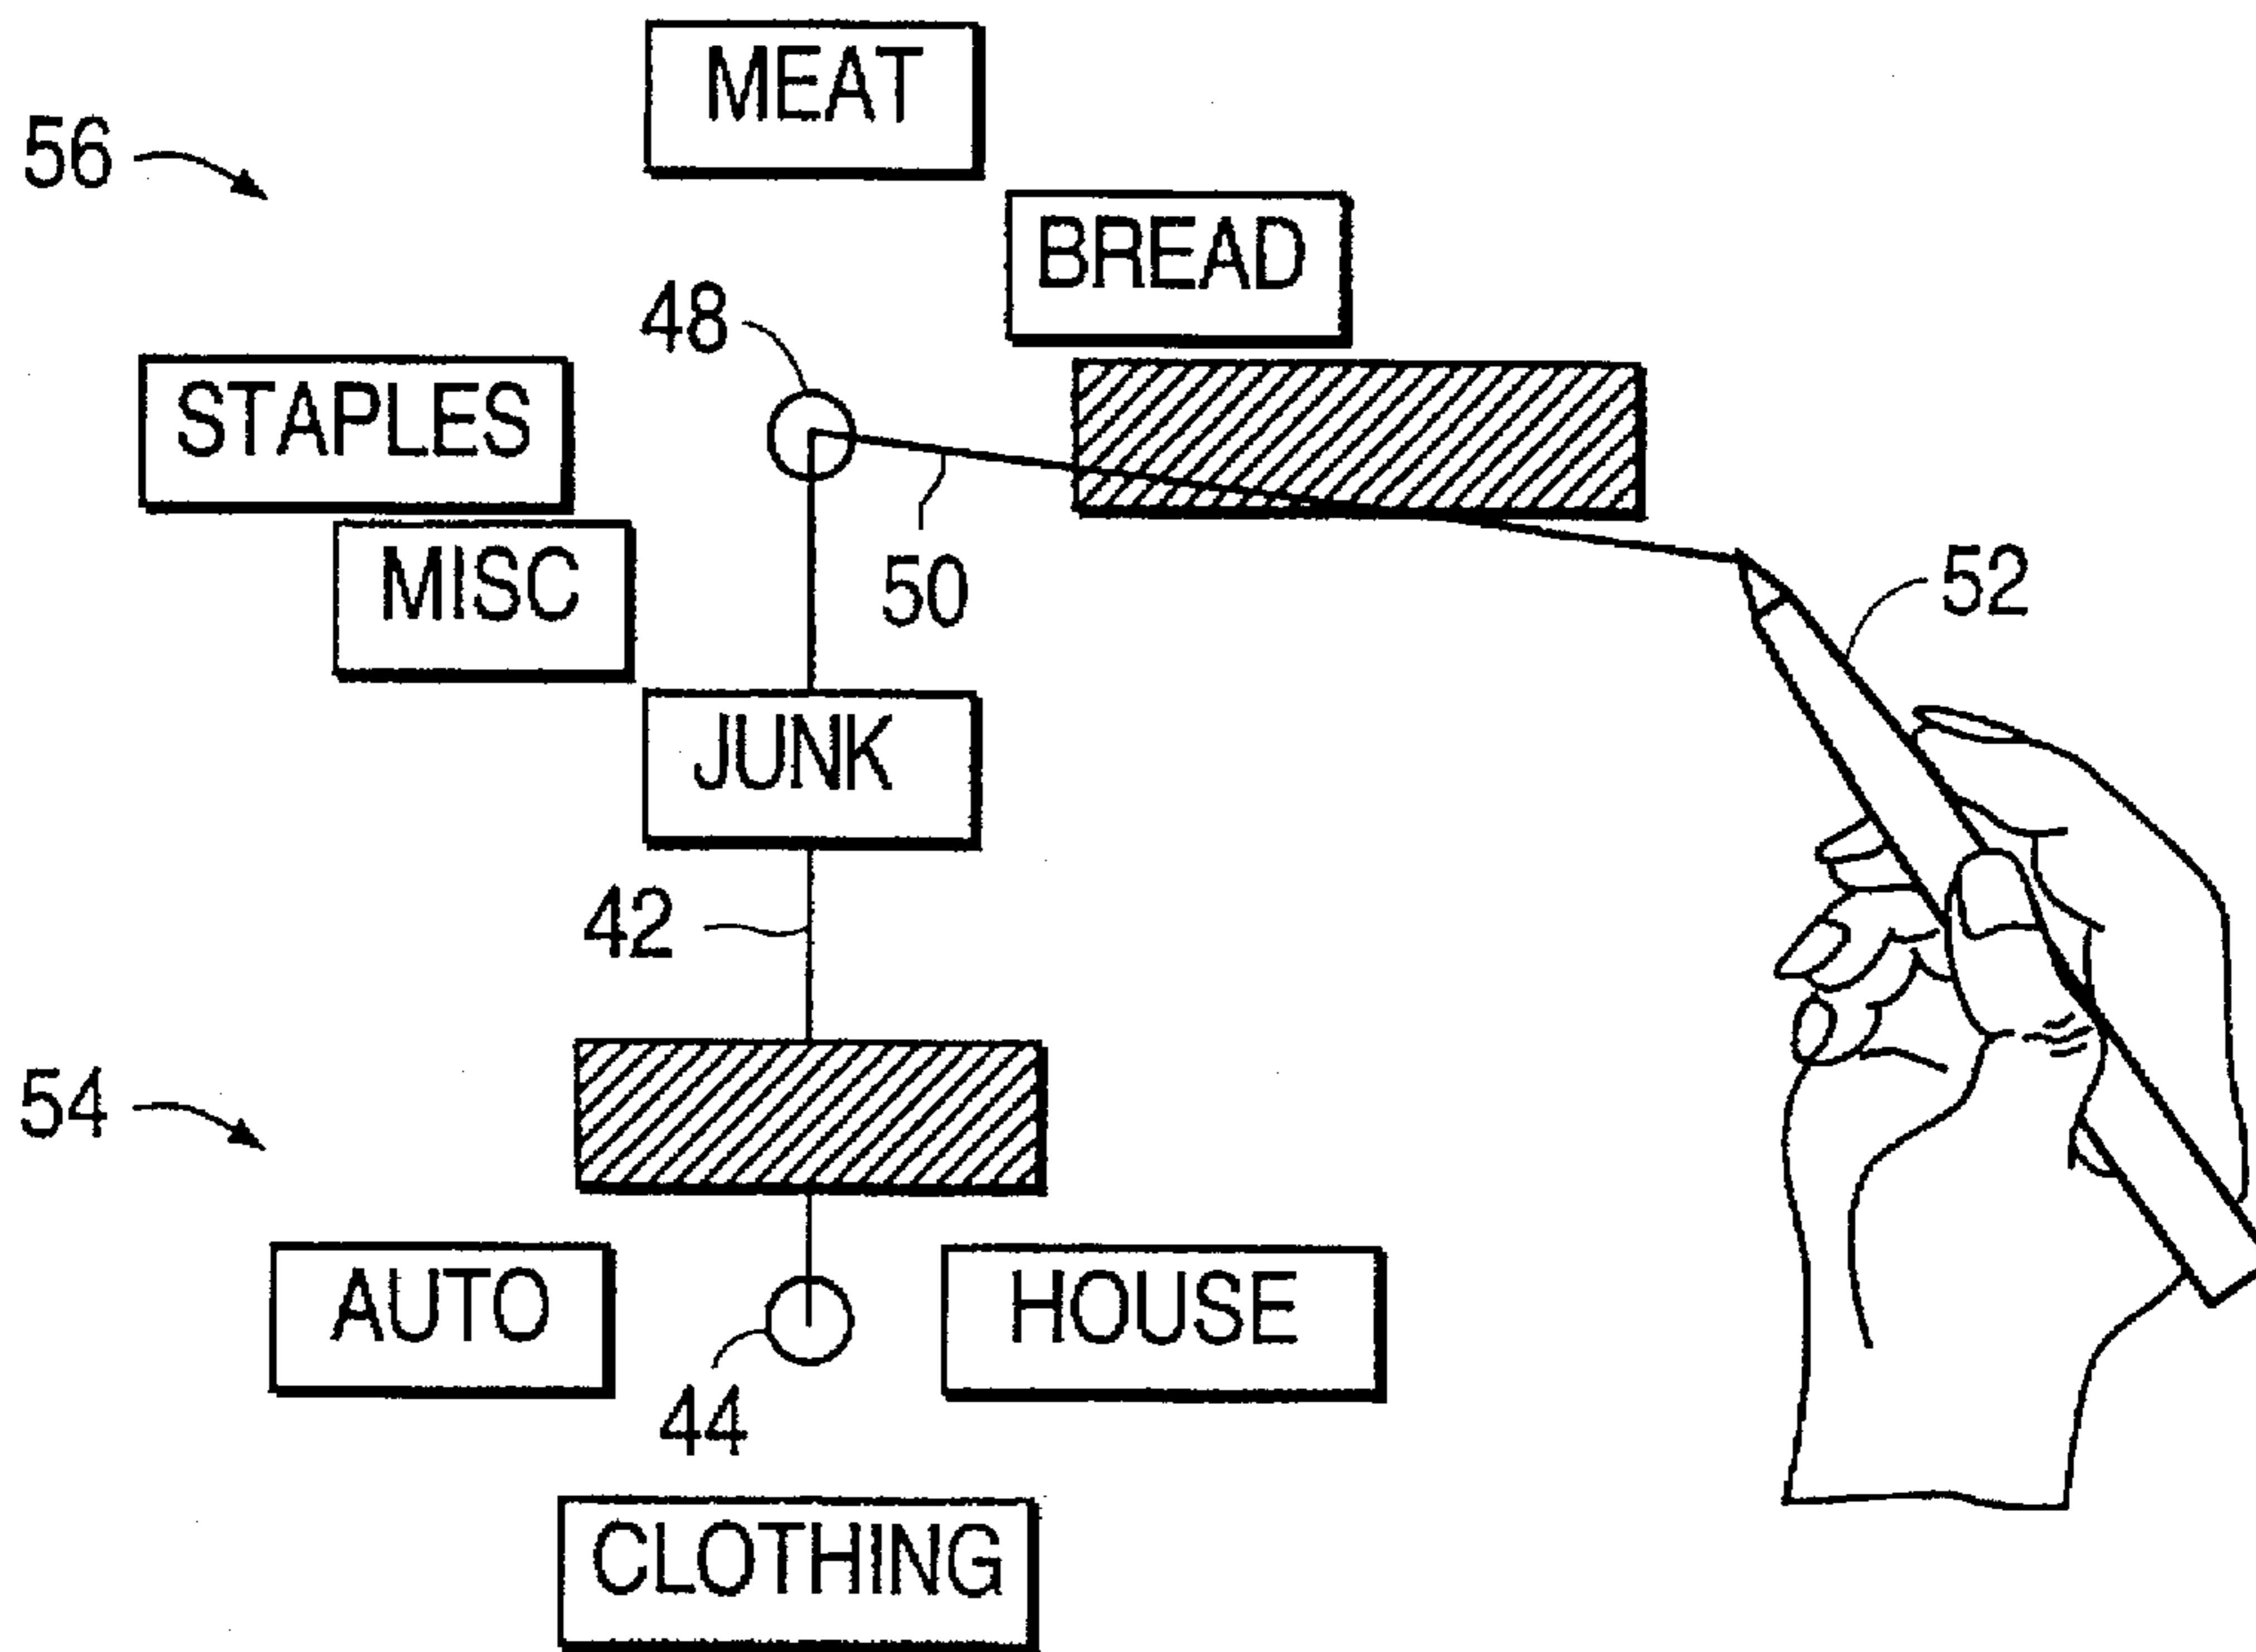 MEAT
56
BREAD
48
STAPLES
52
MISC
50
JUNK
42
54
AUTO
HOUSE
44
CLOTHING